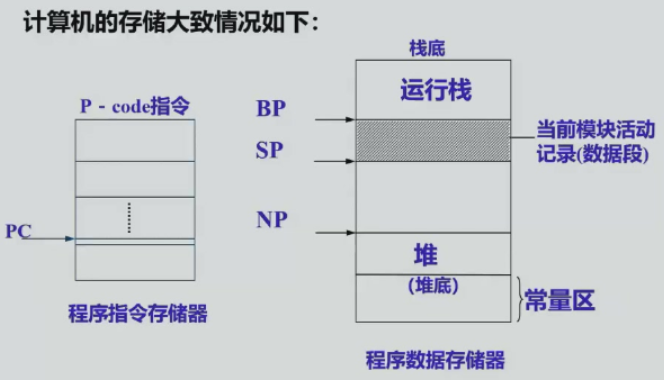 计算机的存储大致情况如下：
P - code指令
PC
程序指令存储器
栈底
运行栈
BP
SP
NP
当前模块活动
记录(数据段)
堆
(堆底)
常量区
程序数据存储器